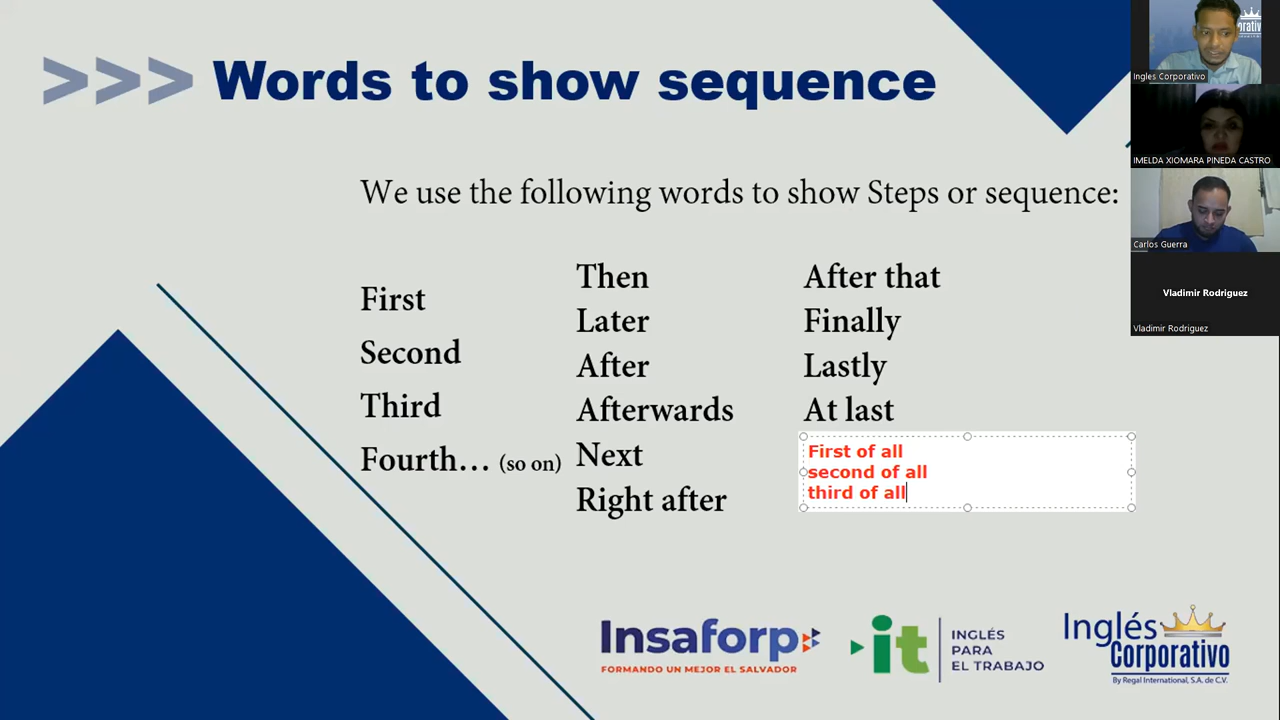 >>> Words to show sequence
We use the following words to show Steps or sequence:
First
Second
Third
Fourth... (so on)
Then
Later
After
Afterwards
Next
Right after
After that
Finally
Lastly
At last
First of all
second of all
third of all
Insaforp
FORMANDO UN MEJOR EL SALVADOR
it
INGLÉS
PARA
EL TRABAJO
Inglés
Corporativo
By Regal International, S.A. de C.V.
Ingles Corporativo
IMELDA XIOMARA PINEDA CASTRO
Carlos Guerra
Vladimir Rodriguez
Vladimir Rodriguez